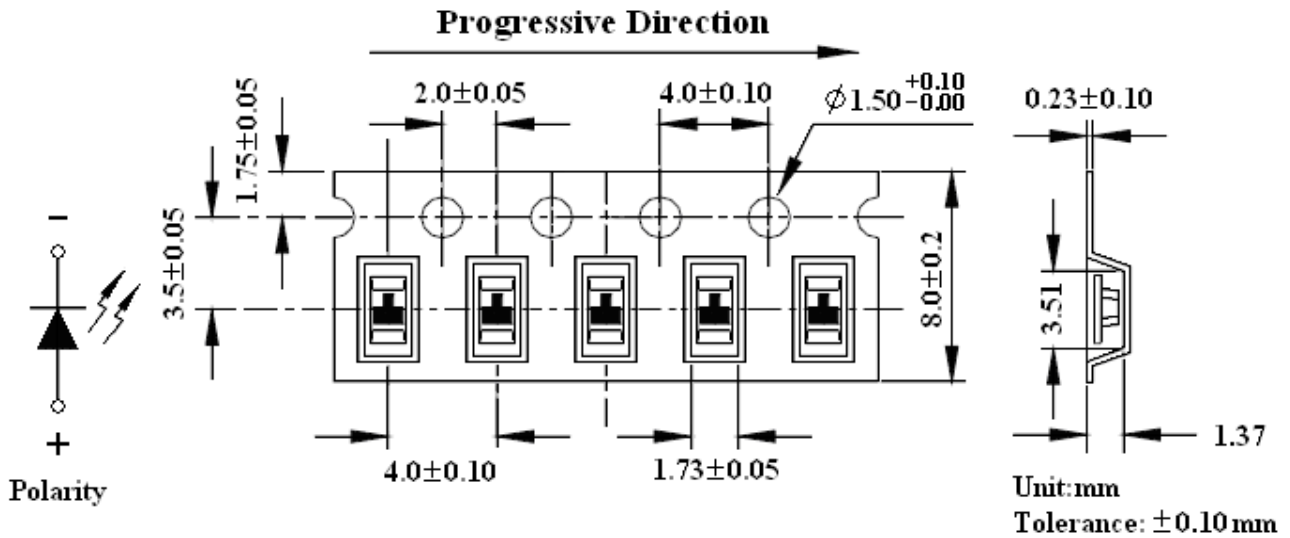 Progressive Direction
2.0±0.05
4.0±0.10
ϕ1.50 +0.10 -0.00
0.23±0.10
1.75±0.05
3.5±0.05
-
+
Polarity
8.0±0.2
3.51
1.37
4.0±0.10
1.73±0.05
Unit:mm
Tolerance: ±0.10mm